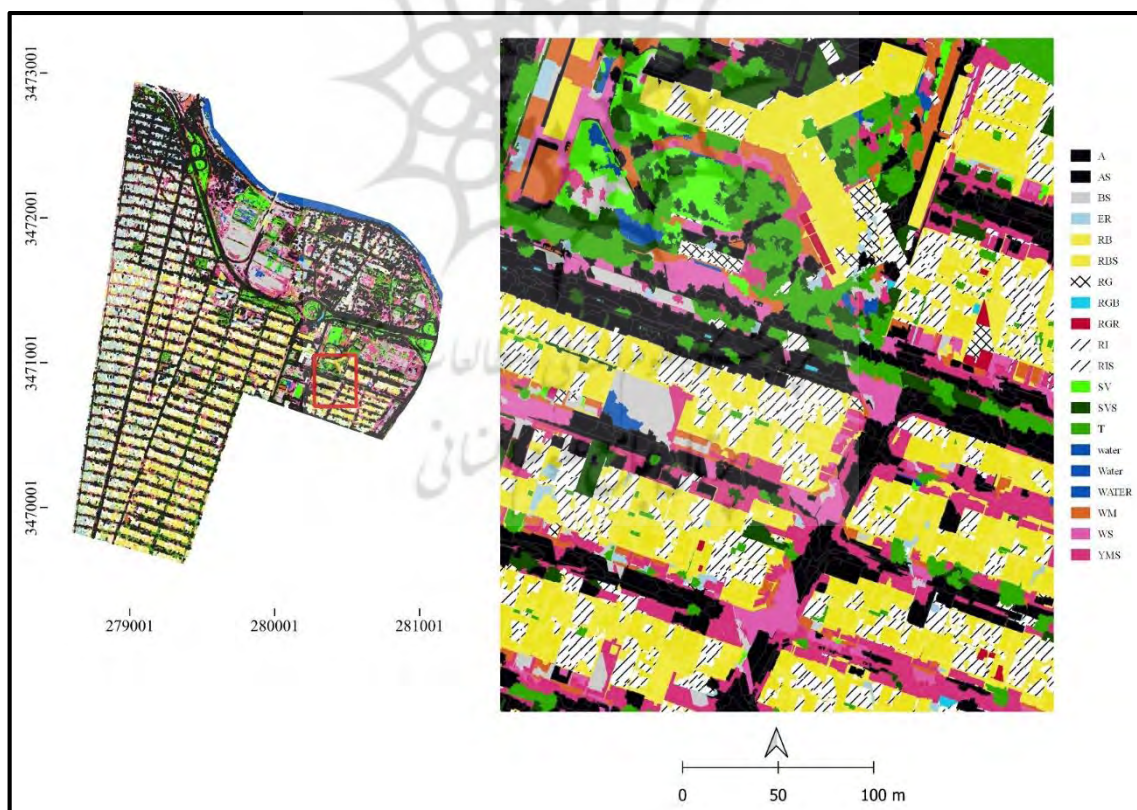 3473001
3472001
3471001
3470001
279001
280001
281001
A
AS
BS
ER
RB
RBS
RG
RGB
RGR
RI
RIS
SV
SVS
T
water
Water
WATER
WM
WS
YMS
0
50
100 m